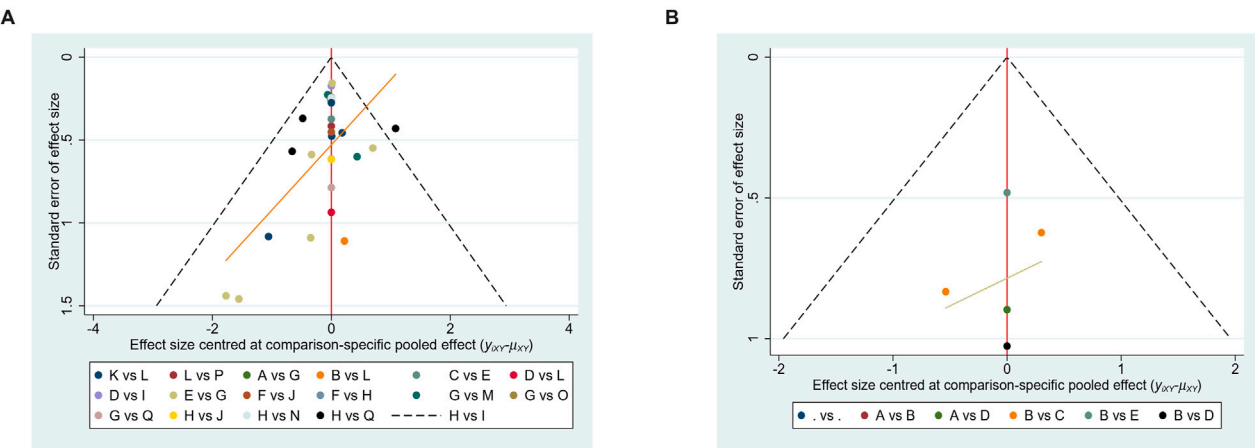 A
Standard error of effect size
0
.5
1
1.5
-4
-2
0
2
4
Effect size centred at comparison-specific pooled effect (yiXY-μXY)
K vs L
L vs P
A vs G
B vs L
C vs E
D vs L
D vs I
E vs G
F vs J
F vs H
G vs M
G vs O
G vs Q
H vs J
H vs N
H vs Q
H vs I
B
Standard error of effect size
0
.5
1
-2
-1
0
1
2
Effect size centred at comparison-specific pooled effect (yiXY-μXY)
. vs .
A vs B
A vs D
B vs C
B vs E
B vs D